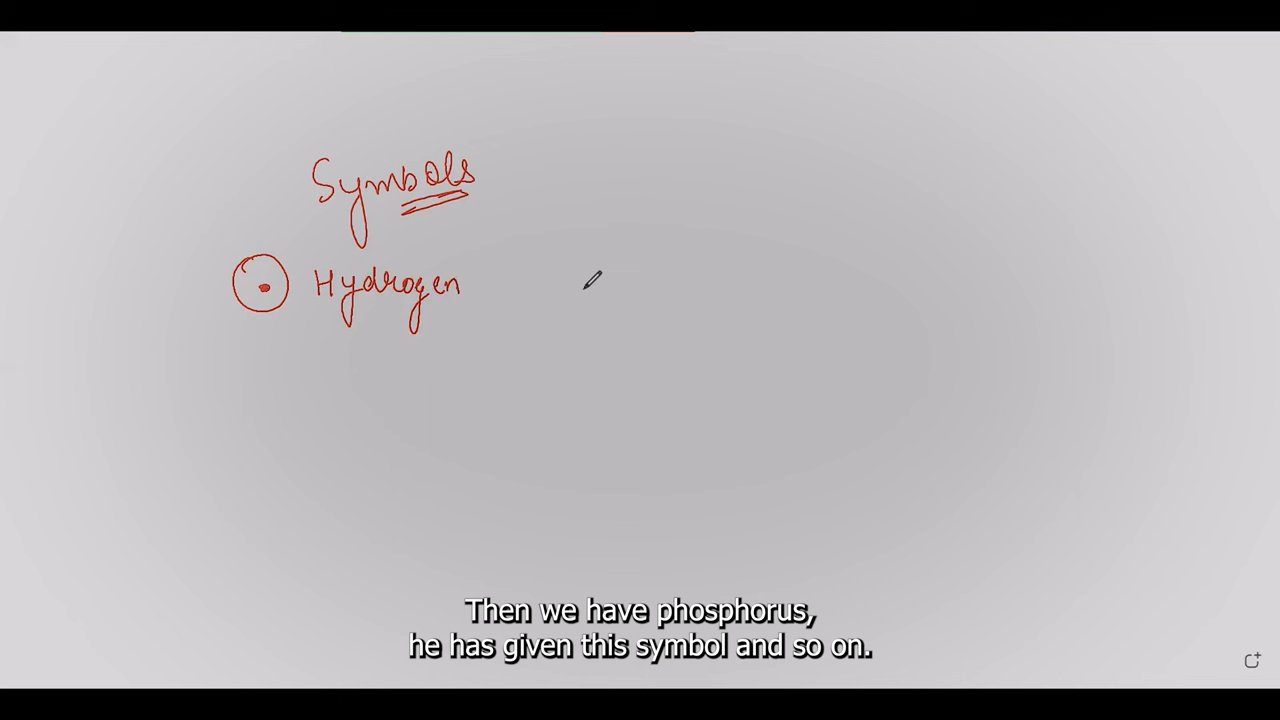 Symbols
Hydrogen
Then we have phosphorus,
he has given this symbol and so on.